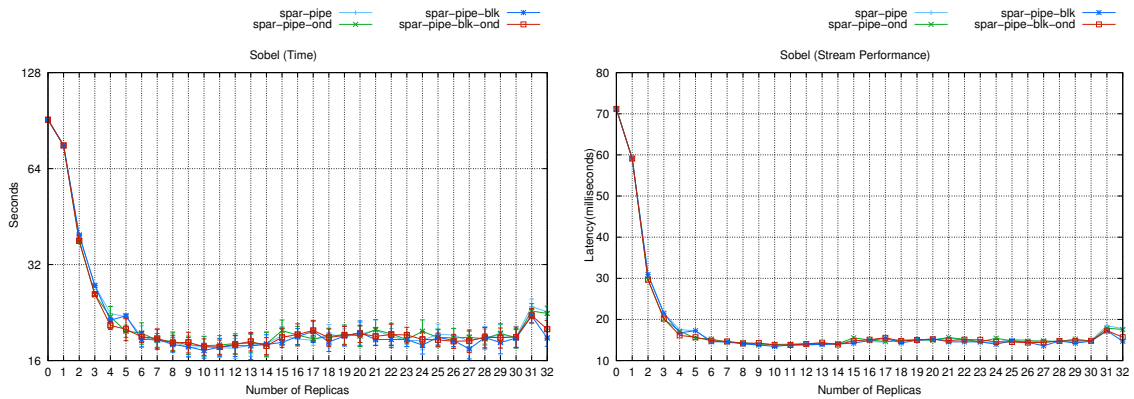 spar-pipe spar-pipe-blk
spar-pipe-ond spar-pipe-blk-ond
Sobel (Time)
128
64
32
16
Seconds
0 1 2 3 4 5 6 7 8 9 10 11 12 13 14 15 16 17 18 19 20 21 22 23 24 25 26 27 28 29 30 31 32
Number of Replicas
spar-pipe spar-pipe-blk
spar-pipe-ond spar-pipe-blk-ond
Sobel (Stream Performance)
80
70
60
50
40
30
20
10
Latency(milliseconds)
0 1 2 3 4 5 6 7 8 9 10 11 12 13 14 15 16 17 18 19 20 21 22 23 24 25 26 27 28 29 30 31 32
Number of Replicas